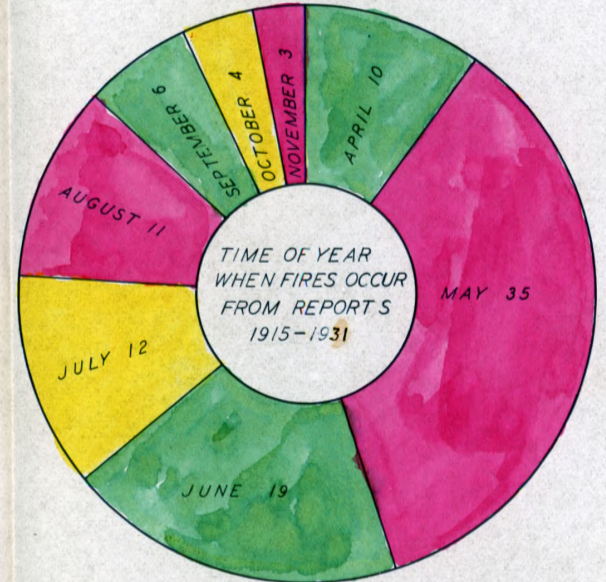 TIME OF YEAR
WHEN FIRES OCCUR
FROM REPORTS
1915-1931
APRIL 10
MAY 35
JUNE 19
JULY 12
AUGUST 11
SEPTEMBER 6
OCTOBER 4
NOVEMBER 3